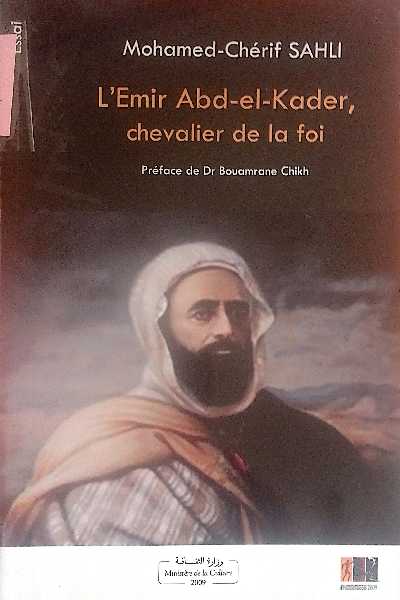 Essai
Mohamed-Chérif SAHLI
L'Emir Abd-el-Kader,
chevalier de la foi
Préface de Dr Bouamrane Chikh
وزارة الثقافة
Ministère de la Culture
2009